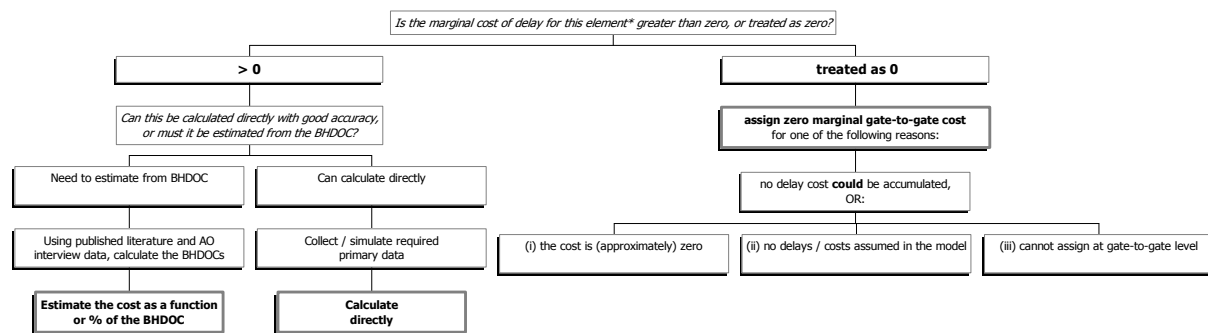 Is the marginal cost of delay for this element* greater than zero, or treated as zero?
> 0
treated as 0
Can this be calculated directly with good accuracy,
or must it be estimated from the BHDOC?
assign zero marginal gate-to-gate cost
for one of the following reasons:
Need to estimate from BHDOC
Can calculate directly
no delay cost could be accumulated,
OR:
Using published literature and AO
interview data, calculate the BHDOCs
Collect / simulate required
primary data
(i) the cost is (approximately) zero
(ii) no delays / costs assumed in the model
(iii) cannot assign at gate-to-gate level
Estimate the cost as a function
or % of the BHDOC
Calculate
directly